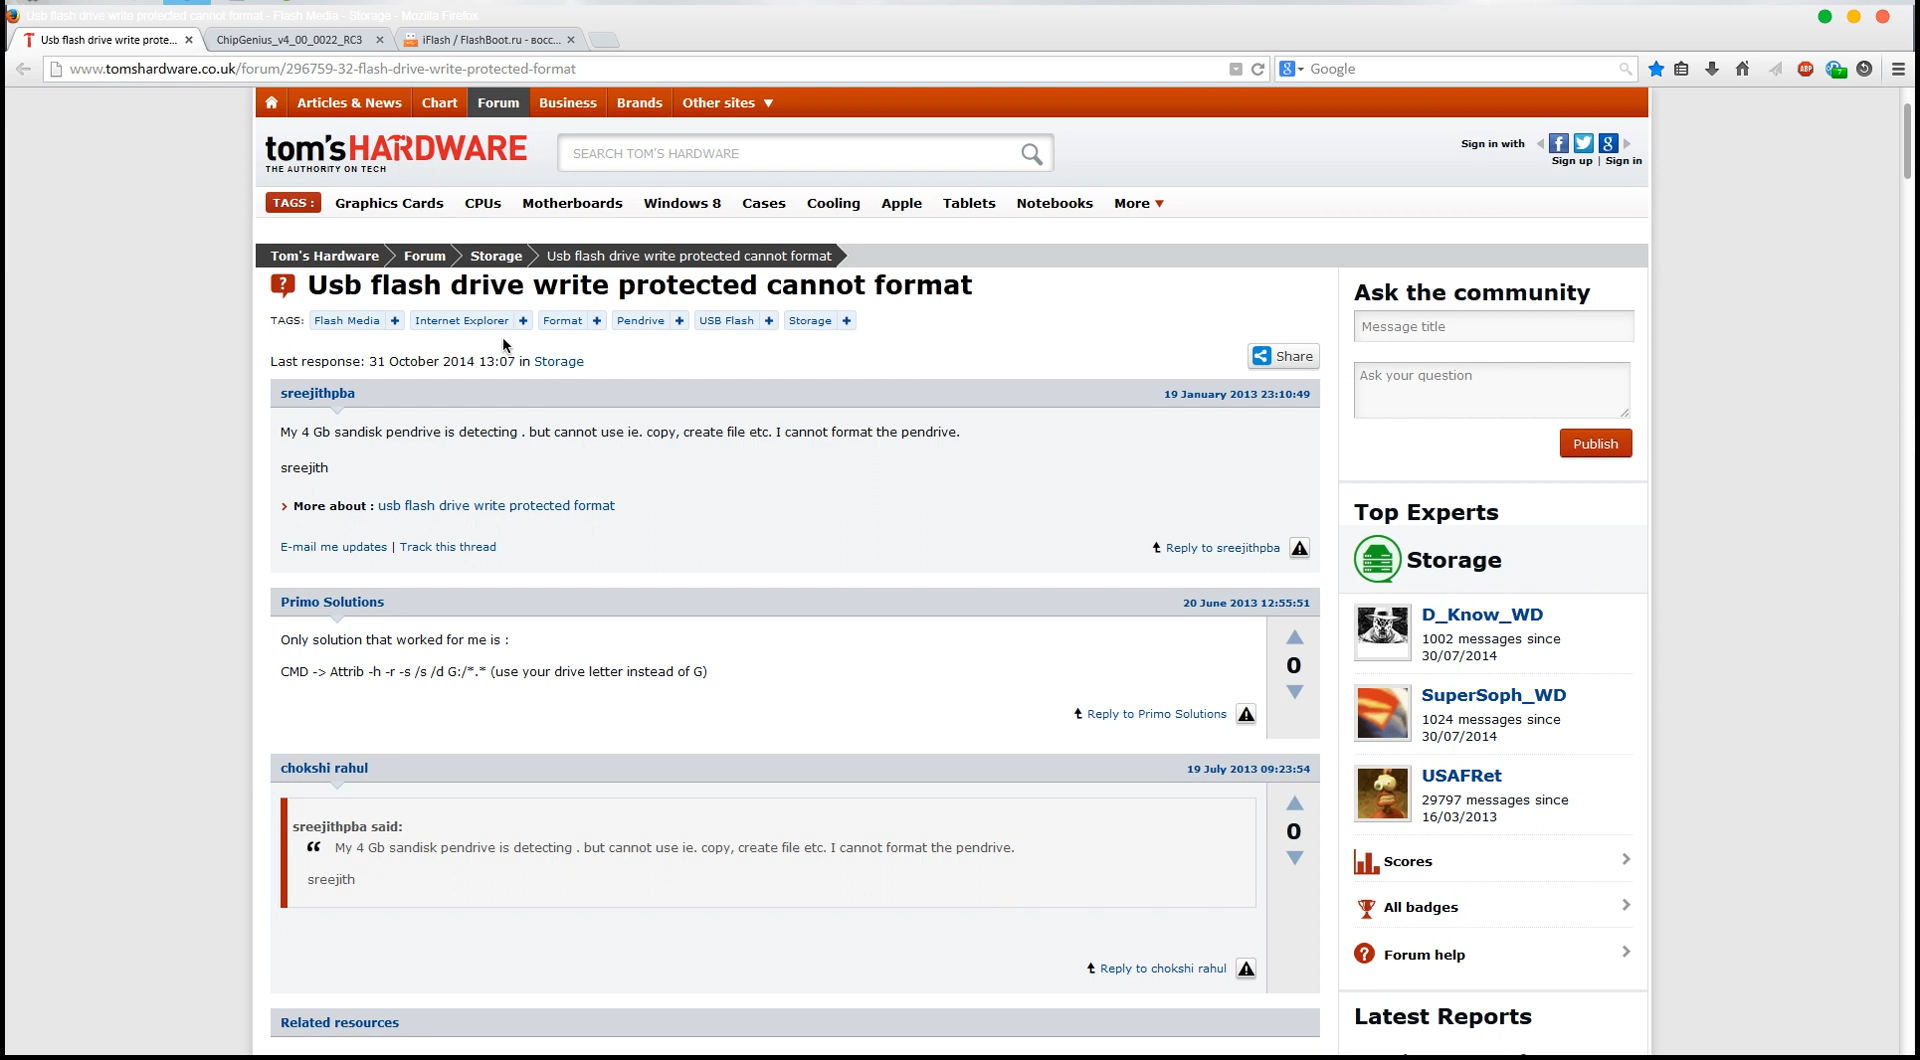 Usb flash drive write protected cannot format - Flash Media - Storage - Mozilla Firefox
Usb flash drive write prote... ×
ChipGenius_v4_00_0022_RC3 ×
iFlash / FlashBoot.ru - восс... ×
www.tomshardware.co.uk/forum/296759-32-flash-drive-write-protected-format
Google
ABP
Articles & News Chart Forum Business Brands Other sites ▼
tom's HARDWARE
THE AUTHORITY ON TECH
SEARCH TOM'S HARDWARE
Sign in with
Sign up | Sign in
TAGS : Graphics Cards CPUs Motherboards Windows 8 Cases Cooling Apple Tablets Notebooks More ▼
Tom's Hardware Forum Storage Usb flash drive write protected cannot format
Usb flash drive write protected cannot format
TAGS: Flash Media + Internet Explorer + Format + Pendrive + USB Flash + Storage +
Last response: 31 October 2014 13:07 in Storage
Share
sreejithpba
19 January 2013 23:10:49
My 4 Gb sandisk pendrive is detecting . but cannot use ie. copy, create file etc. I cannot format the pendrive.
sreejith
More about : usb flash drive write protected format
E-mail me updates | Track this thread
Reply to sreejithpba
Primo Solutions
20 June 2013 12:55:51
Only solution that worked for me is :
CMD -> Attrib -h -r -s /s /d G:/*.* (use your drive letter instead of G)
0
Reply to Primo Solutions
chokshi rahul
19 July 2013 09:23:54
sreejithpba said:
“ My 4 Gb sandisk pendrive is detecting . but cannot use ie. copy, create file etc. I cannot format the pendrive.
sreejith
0
Reply to chokshi rahul
Related resources
Ask the community
Message title
Ask your question
Publish
Top Experts
Storage
D_Know_WD
1002 messages since
30/07/2014
SuperSoph_WD
1024 messages since
30/07/2014
USAFRet
29797 messages since
16/03/2013
Scores
All badges
Forum help
Latest Reports